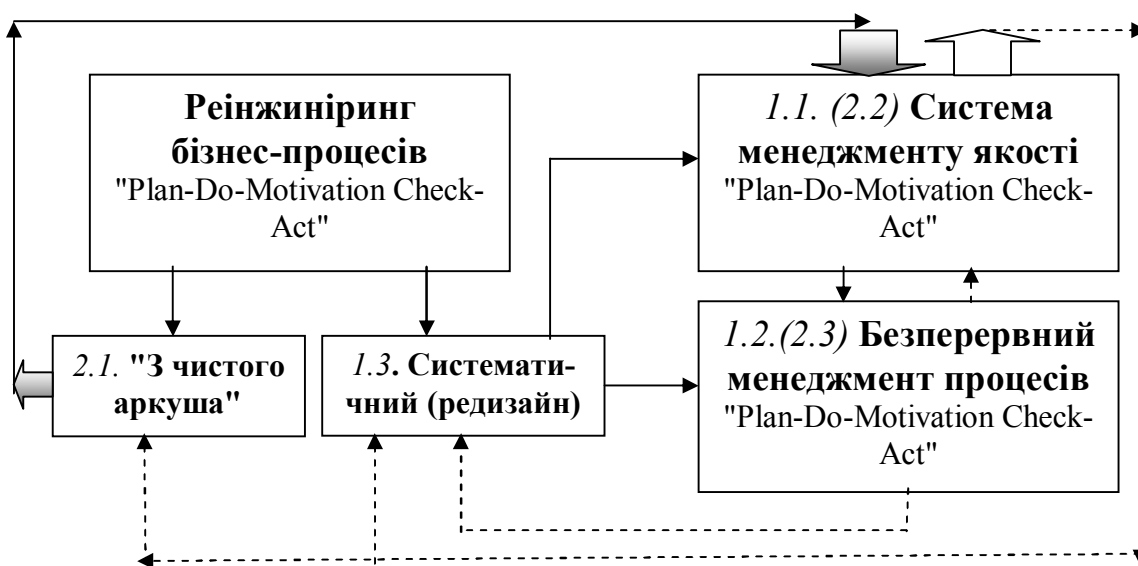 Реінжиніринг
бізнес-процесів
"Plan-Do-Motivation Check-
Act"
1.1. (2.2) Система
менеджменту якості
"Plan-Do-Motivation Check-
Act"
2.1. "З чистого
аркуша"
1.3. Системати-
чний (редизайн)
1.2.(2.3) Безперервний
менеджмент процесів
"Plan-Do-Motivation Check-
Act"